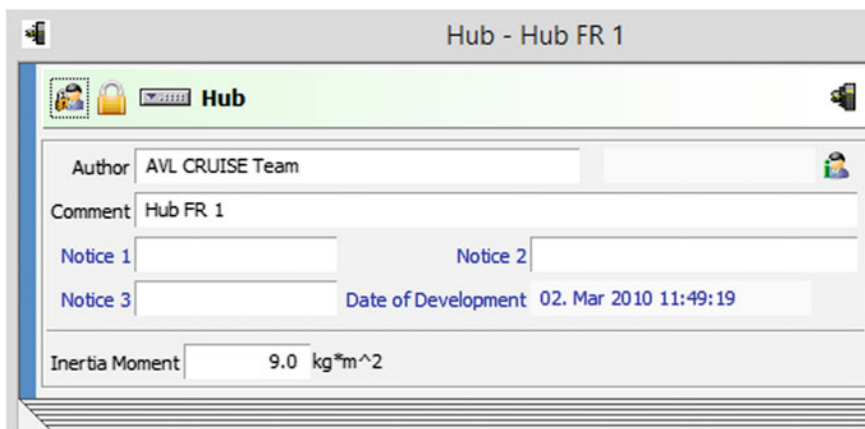 Hub - Hub FR 1
Hub
Author AVL CRUISE Team
Comment Hub FR 1
Notice 1 Notice 2
Notice 3 Date of Development 02. Mar 2010 11:49:19
Inertia Moment 9.0 kg*m^2